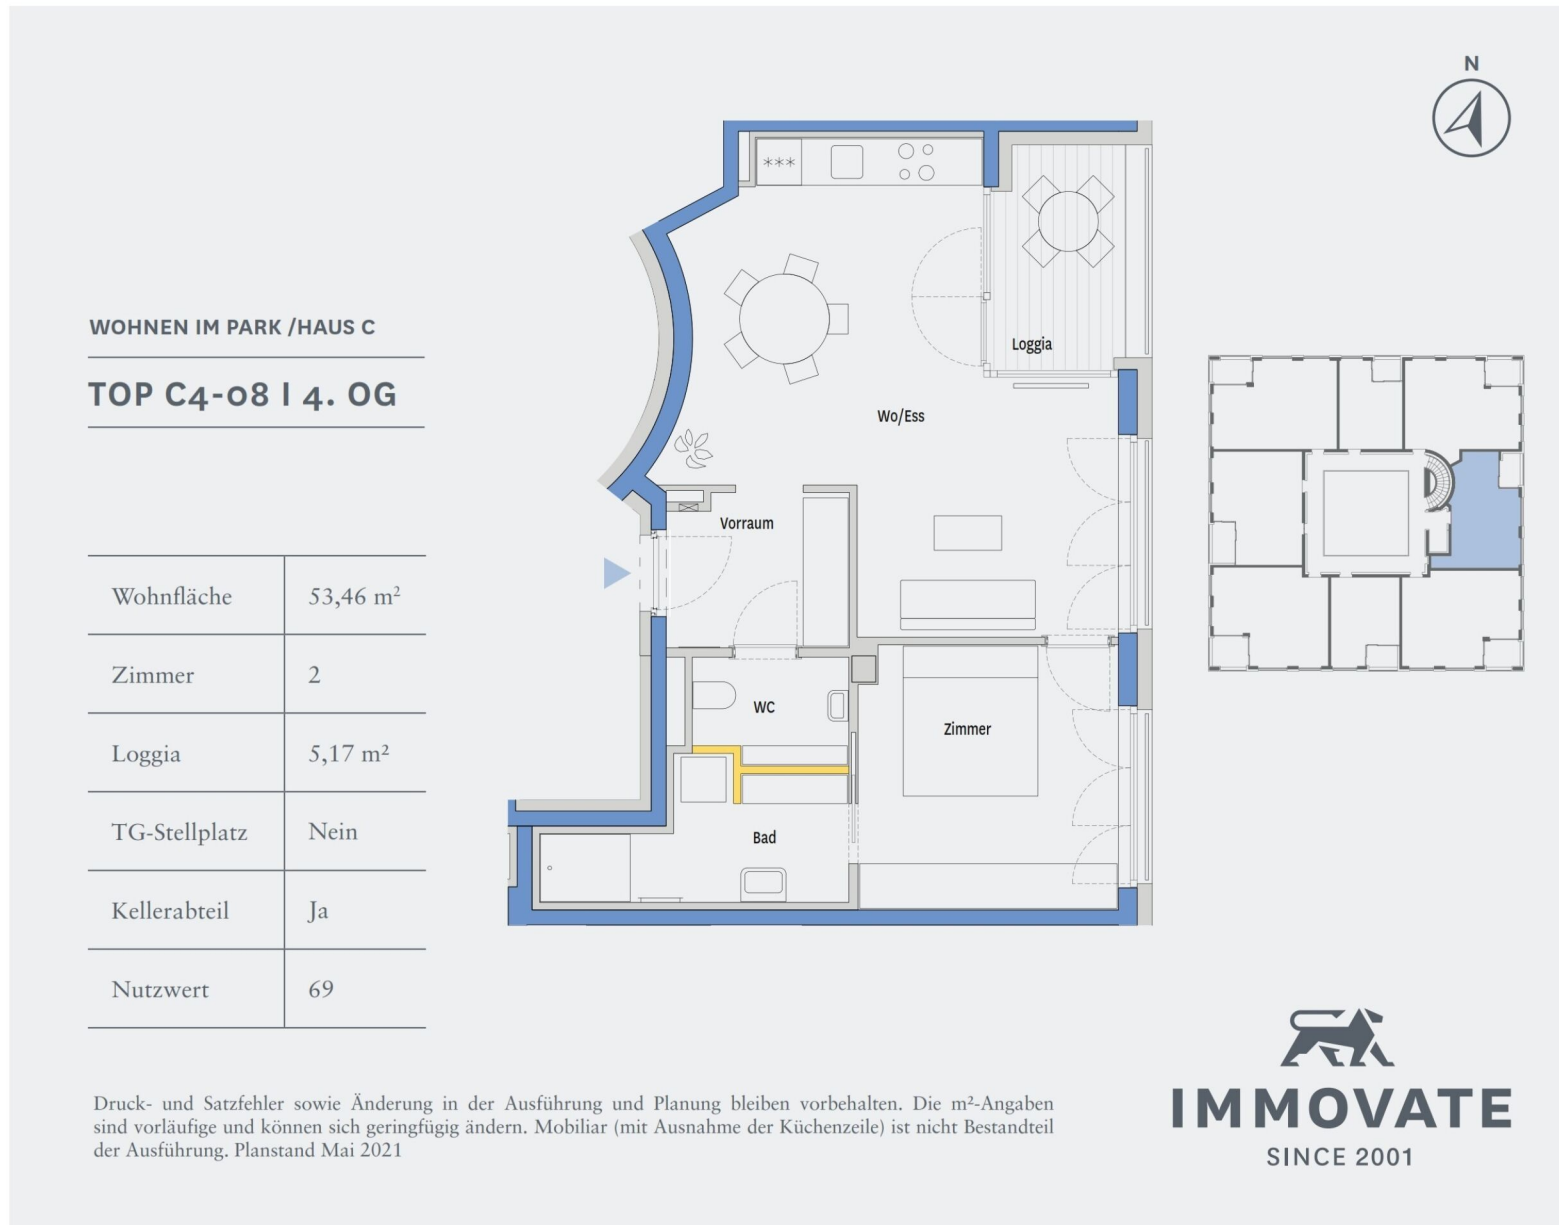 N
WOHNEN IM PARK /HAUS C
TOP C4-08 I 4. OG
Wohnfläche 53,46 m²
Zimmer 2
Loggia 5,17 m²
TG-Stellplatz Nein
Kellerabteil Ja
Nutzwert 69
***
Loggia
Wo/Ess
Vorraum
WC
Zimmer
Bad
Druck- und Satzfehler sowie Änderung in der Ausführung und Planung bleiben vorbehalten. Die m²-Angaben
sind vorläufige und können sich geringfügig ändern. Mobiliar (mit Ausnahme der Küchenzeile) ist nicht Bestandteil
der Ausführung. Planstand Mai 2021
IMMOVATE
SINCE 2001